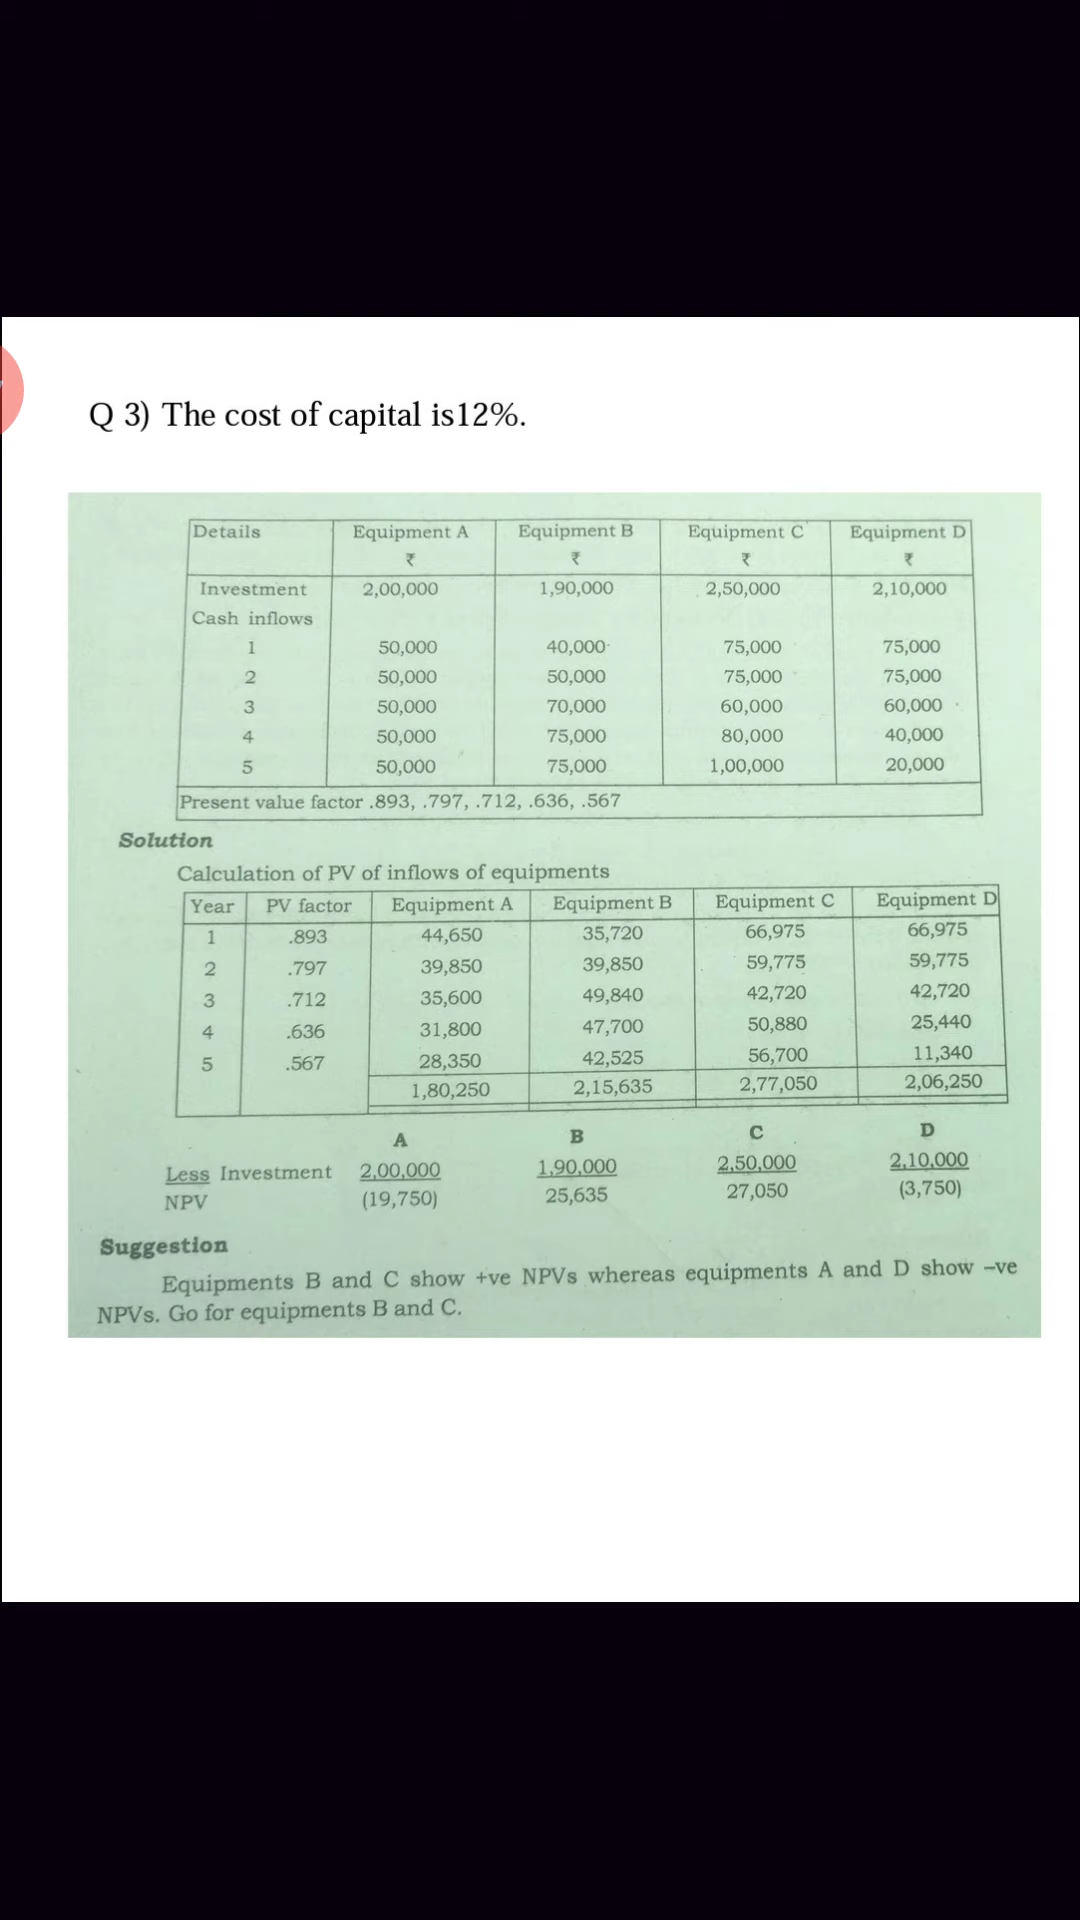 Q 3) The cost of capital is12%.
Details Equipment A Equipment B Equipment C Equipment D
₹ ₹ ₹ ₹
Investment 2,00,000 1,90,000 2,50,000 2,10,000
Cash inflows
1 50,000 40,000 75,000 75,000
2 50,000 50,000 75,000 75,000
3 50,000 70,000 60,000 60,000
4 50,000 75,000 80,000 40,000
5 50,000 75,000 1,00,000 20,000
Present value factor .893, .797, .712, .636, .567
Solution
Calculation of PV of inflows of equipments
Year PV factor Equipment A Equipment B Equipment C Equipment D
1 .893 44,650 35,720 66,975 66,975
2 .797 39,850 39,850 59,775 59,775
3 .712 35,600 49,840 42,720 42,720
4 .636 31,800 47,700 50,880 25,440
5 .567 28,350 42,525 56,700 11,340
1,80,250 2,15,635 2,77,050 2,06,250
A B C D
Less Investment 2,00,000 1,90,000 2,50,000 2,10,000
NPV (19,750) 25,635 27,050 (3,750)
Suggestion
Equipments B and C show +ve NPVs whereas equipments A and D show –ve
NPVs. Go for equipments B and C.